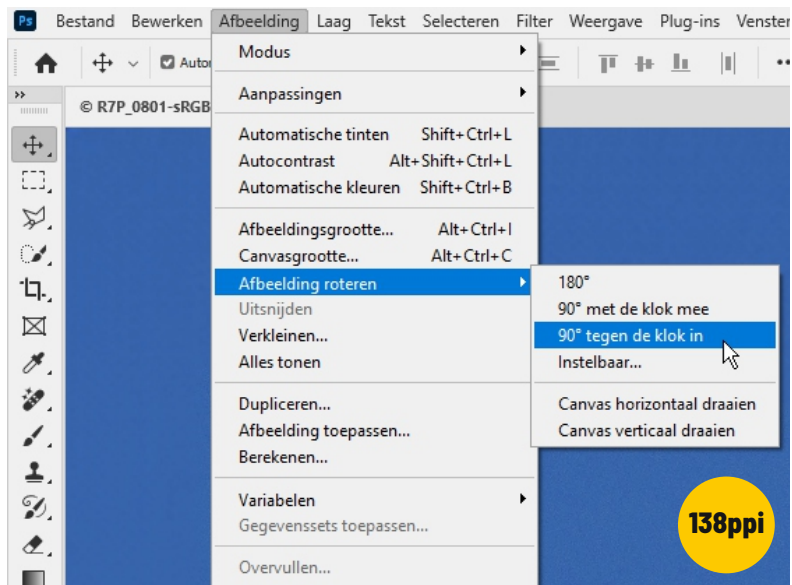 Ps Bestand Bewerken Afbeelding Laag Tekst Selecteren Filter Weergave Plug-ins Venster
Modus
Aanpassingen
© R7P_0801-sRGB
Automatische tinten Shift+Ctrl+L
Autocontrast Alt+Shift+Ctrl+L
Automatische kleuren Shift+Ctrl+B
Afbeeldingsgrootte... Alt+Ctrl+I
Canvasgrootte... Alt+Ctrl+C
Afbeelding roteren
Uitsnijden
Verkleinen...
Alles tonen
Dupliceren...
Afbeelding toepassen...
Berekenen...
Variabelen
Gegevenssets toepassen...
Overvullen...
180°
90° met de klok mee
90° tegen de klok in
Instelbaar...
Canvas horizontaal draaien
Canvas verticaal draaien
138ppi